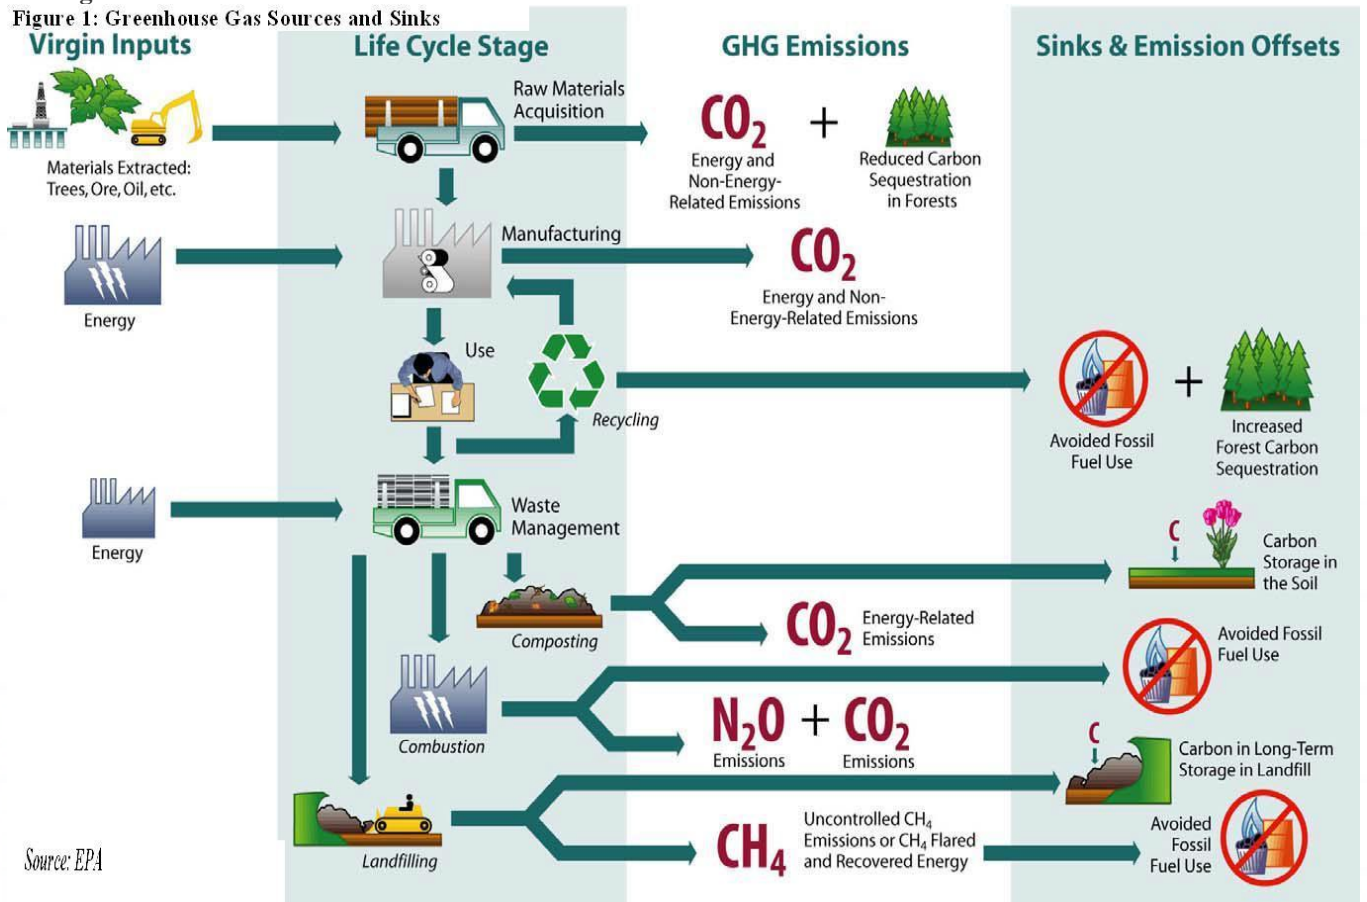 Figure 1: Greenhouse Gas Sources and Sinks
Virgin Inputs
Life Cycle Stage
GHG Emissions
Sinks & Emission Offsets
Materials Extracted:
Trees, Ore, Oil, etc.
Raw Materials
Acquisition
CO₂
+
Energy and
Non-Energy-
Related Emissions
Reduced Carbon
Sequestration
in Forests
Energy
Manufacturing
CO₂
Energy and Non-
Energy-Related Emissions
Use
Recycling
+
Avoided Fossil
Fuel Use
Increased
Forest Carbon
Sequestration
Energy
Waste
Management
C
Carbon
Storage in
the Soil
Composting
CO₂
Energy-Related
Emissions
Avoided Fossil
Fuel Use
Combustion
N₂O + CO₂
Emissions
Emissions
C
Carbon in Long-Term
Storage in Landfill
Landfilling
CH₄
Uncontrolled CH₄
Emissions or CH₄ Flared
and Recovered Energy
Avoided
Fossil
Fuel Use
Source: EPA